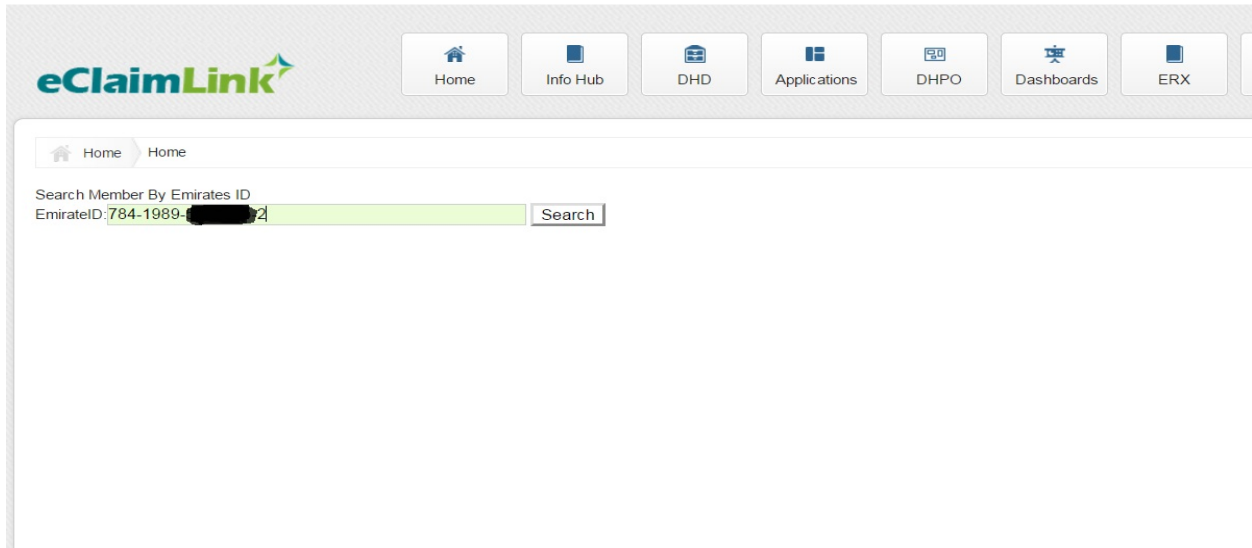 eClaimLink
Home
Info Hub
DHD
Applications
DHPO
Dashboards
ERX
Home Home
Search Member By Emirates ID
EmirateID: 784-1989- 2 Search